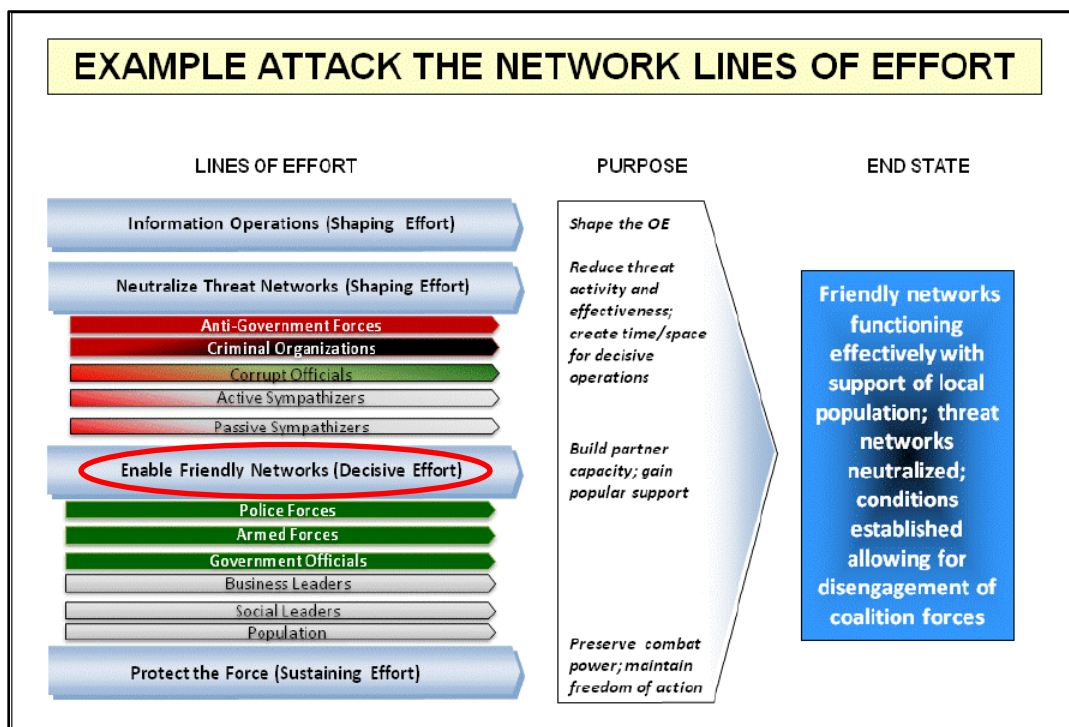 EXAMPLE ATTACK THE NETWORK LINES OF EFFORT
LINES OF EFFORT
Information Operations (Shaping Effort)
Neutralize Threat Networks (Shaping Effort)
Anti-Government Forces
Criminal Organizations
Corrupt Officials
Active Sympathizers
Passive Sympathizers
Enable Friendly Networks (Decisive Effort)
Police Forces
Armed Forces
Government Officials
Business Leaders
Social Leaders
Population
Protect the Force (Sustaining Effort)
PURPOSE
Shape the OE
Reduce threat
activity and
effectiveness;
create time/space
for decisive
operations
Build partner
capacity; gain
popular support
Preserve combat
power; maintain
freedom of action
END STATE
Friendly networks
functioning
effectively with
support of local
population; threat
networks
neutralized;
conditions
established
allowing for
disengagement of
coalition forces